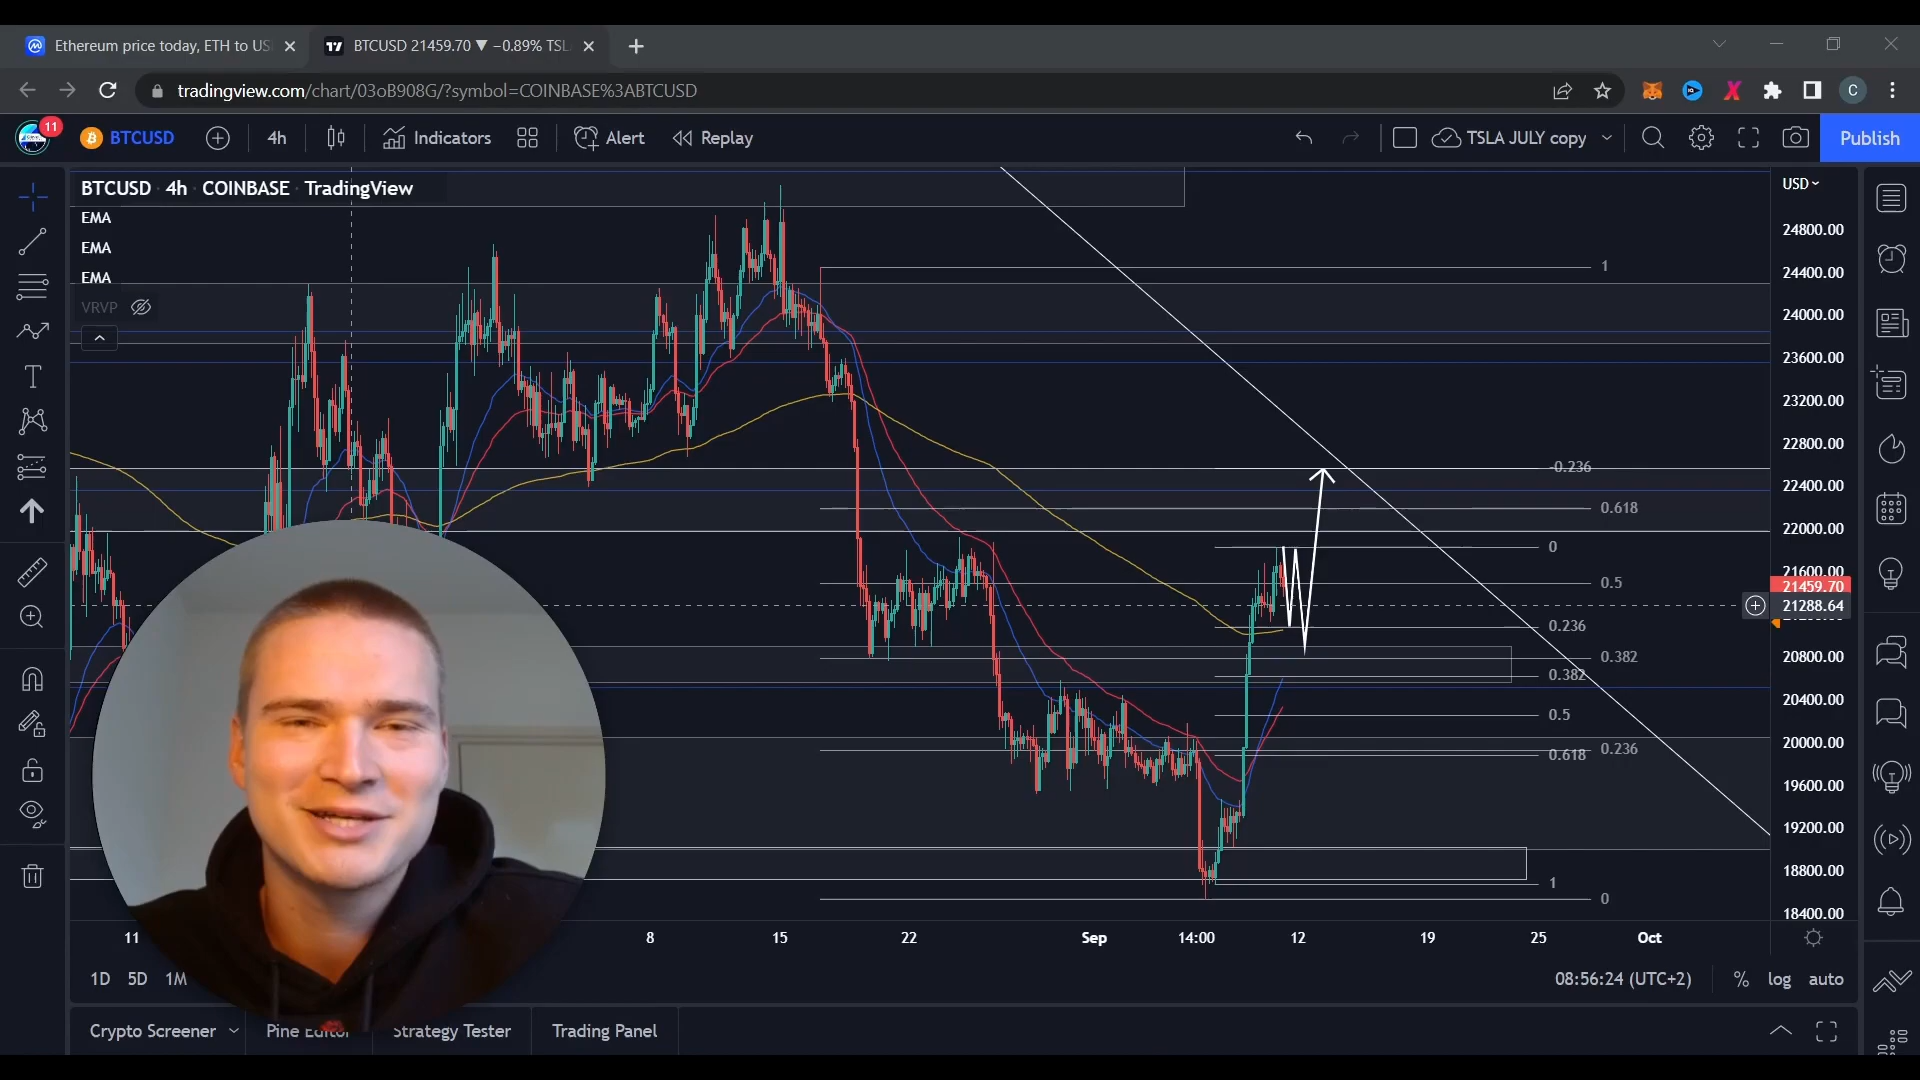 Ethereum price today, ETH to US
BTCUSD 21459.70 ▼ −0.89% TSL
tradingview.com/chart/03oB908G/?symbol=COINBASE%3ABTCUSD
C
11
BTCUSD
4h
Indicators
Alert
Replay
TSLA JULY copy
Publish
BTCUSD · 4h · COINBASE · TradingView
USD
EMA
EMA
EMA
VRVP
24800.00
24400.00
24000.00
23600.00
23200.00
22800.00
22400.00
22000.00
21600.00
21459.70
21288.64
20800.00
20400.00
20000.00
19600.00
19200.00
18800.00
18400.00
1
-0.236
0.618
0
0.5
0.236
0.382
0.382
0.5
0.236
0.618
1
0
11
8
15
22
Sep
14:00
12
19
25
Oct
1D
5D
1M
08:56:24 (UTC+2)
%
log
auto
Crypto Screener
Pine Editor
Strategy Tester
Trading Panel